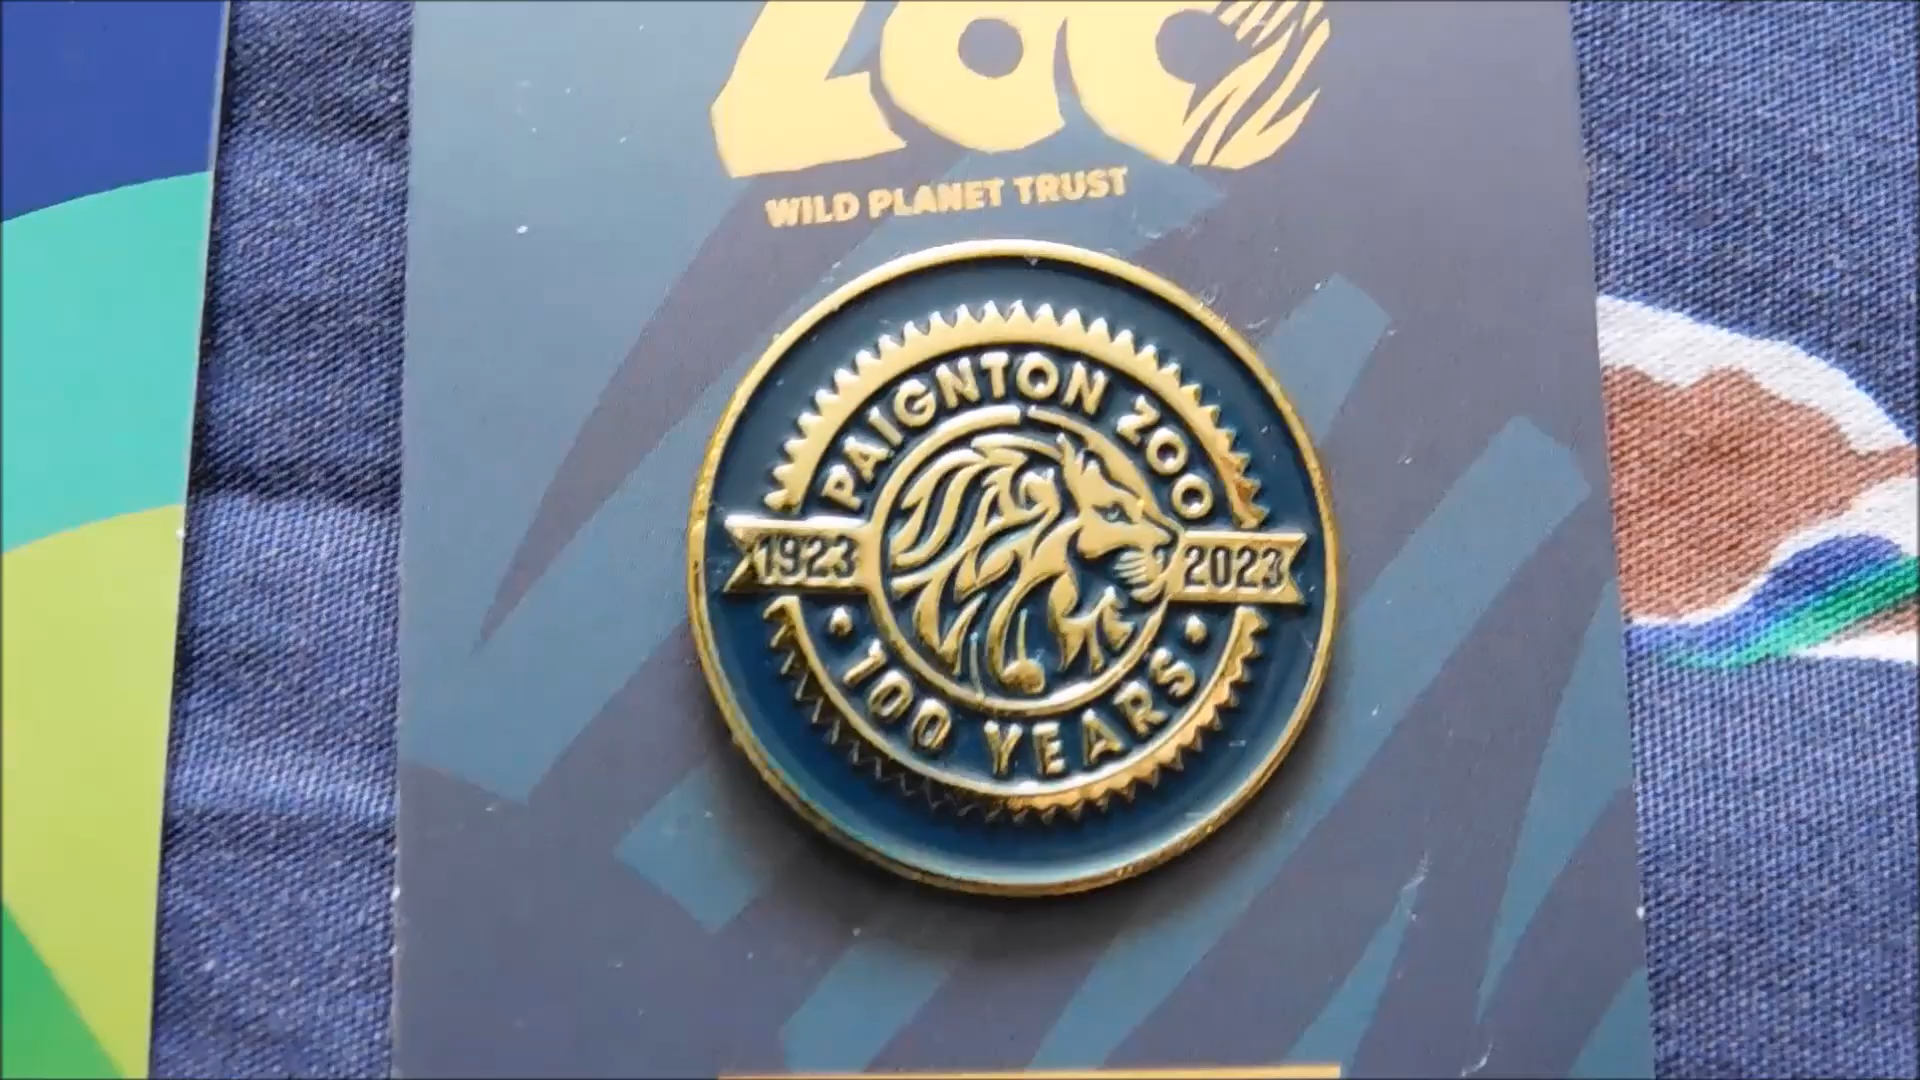 ZOO
WILD PLANET TRUST
PAIGNTON ZOO
1923
2023
100 YEARS